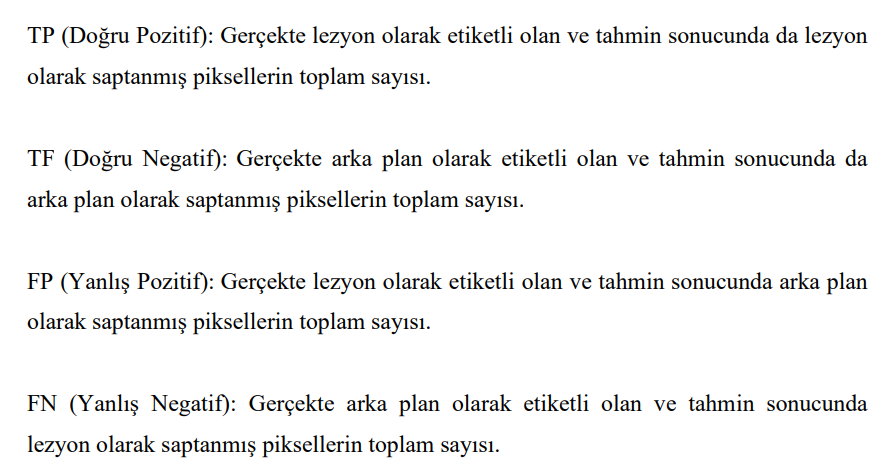 TP (Doğru Pozitif): Gerçekte lezyon olarak etiketli olan ve tahmin sonucunda da lezyon
olarak saptanmış piksellerin toplam sayısı.
TF (Doğru Negatif): Gerçekte arka plan olarak etiketli olan ve tahmin sonucunda da
arka plan olarak saptanmış piksellerin toplam sayısı.
FP (Yanlış Pozitif): Gerçekte lezyon olarak etiketli olan ve tahmin sonucunda arka plan
olarak saptanmış piksellerin toplam sayısı.
FN (Yanlış Negatif): Gerçekte arka plan olarak etiketli olan ve tahmin sonucunda
lezyon olarak saptanmış piksellerin toplam sayısı.